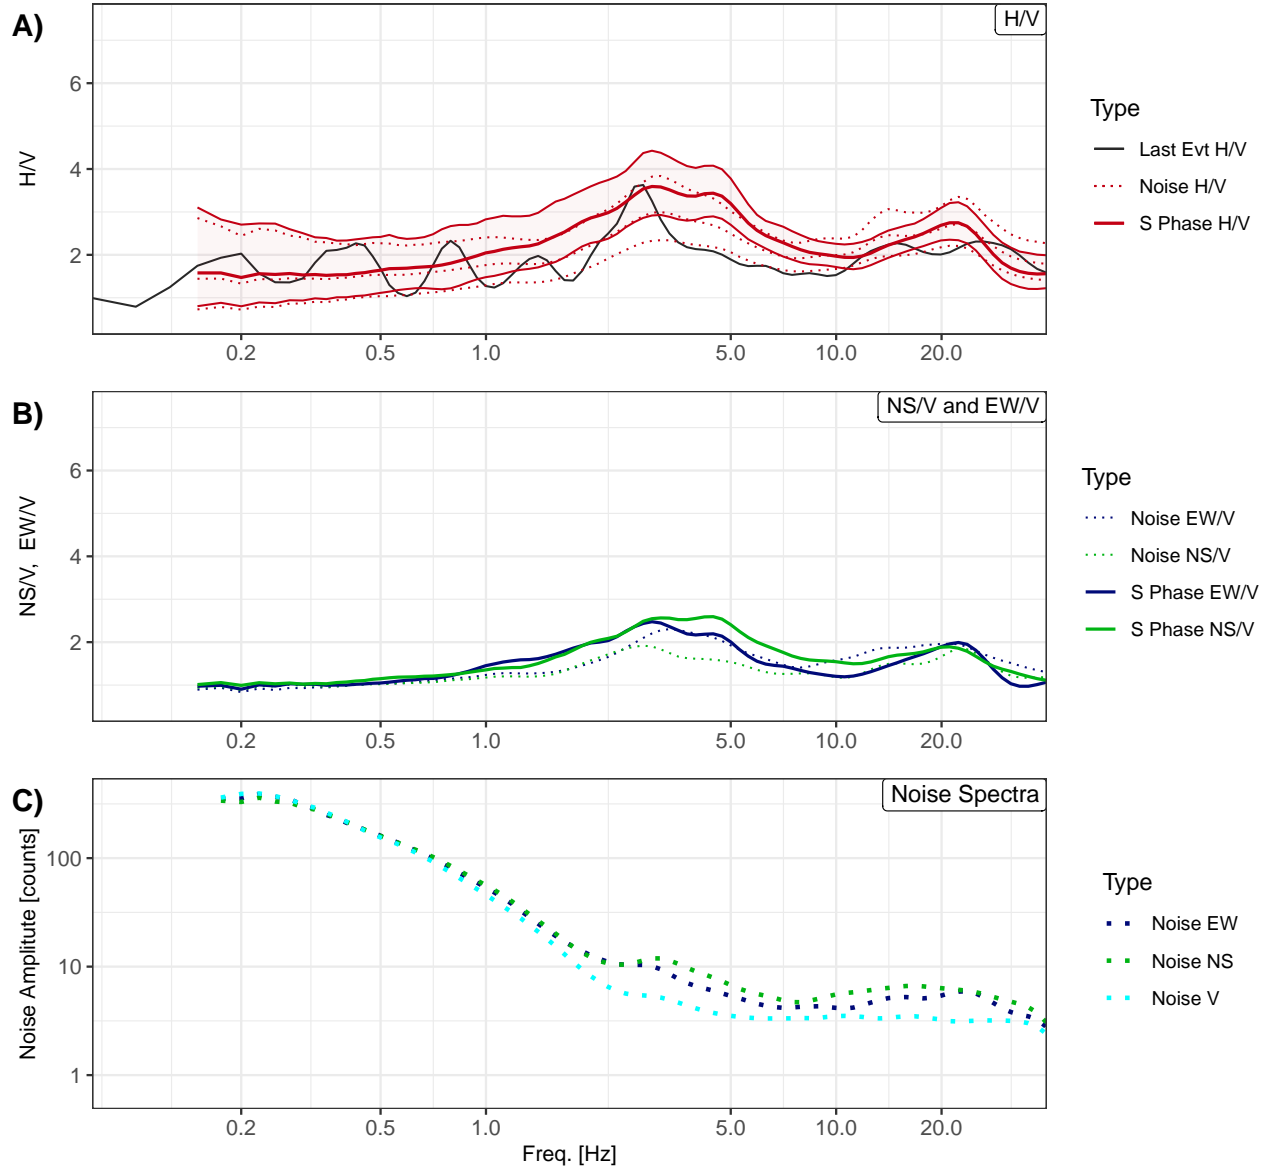 A)
H/V
6
4
2
H/V
0.2 0.5 1.0 5.0 10.0 20.0
Type
Last Evt H/V
Noise H/V
S Phase H/V
B)
NS/V and EW/V
6
4
2
NS/V, EW/V
0.2 0.5 1.0 5.0 10.0 20.0
Type
Noise EW/V
Noise NS/V
S Phase EW/V
S Phase NS/V
C)
Noise Spectra
100
10
1
Noise Amplitute [counts]
0.2 0.5 1.0 5.0 10.0 20.0
Freq. [Hz]
Type
Noise EW
Noise NS
Noise V